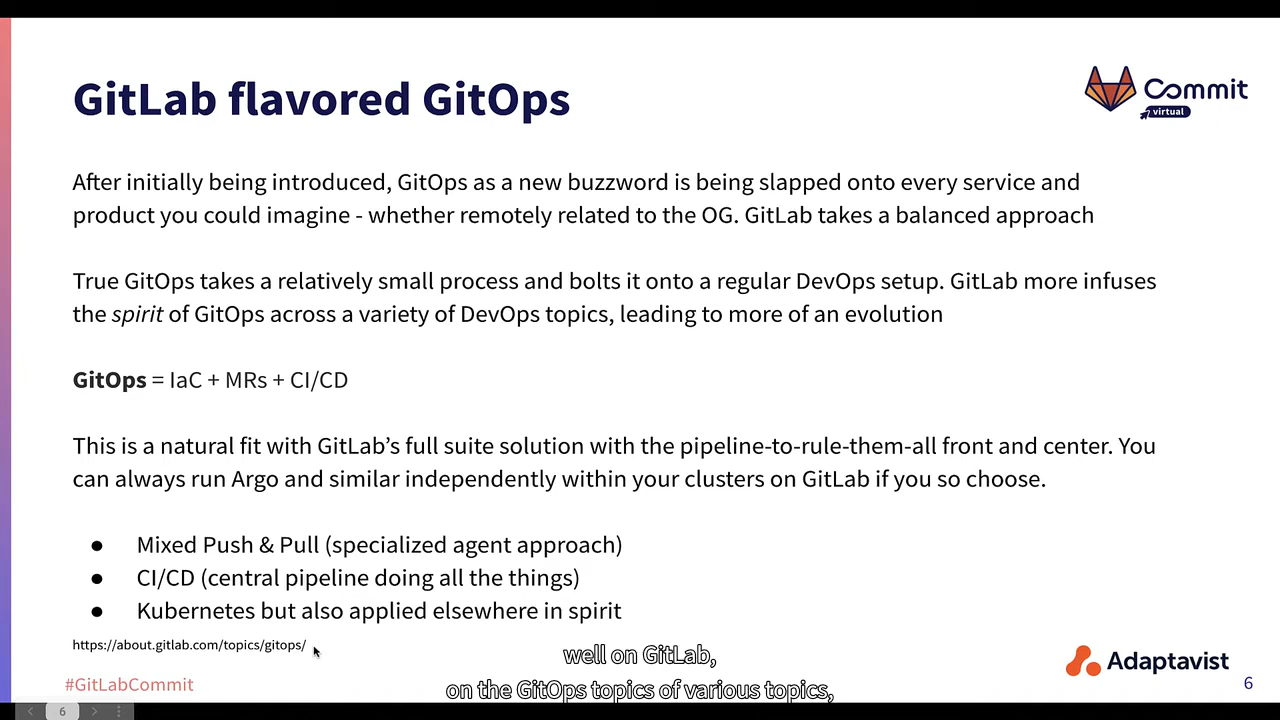 GitLab flavored GitOps
Commit
virtual
After initially being introduced, GitOps as a new buzzword is being slapped onto every service and
product you could imagine - whether remotely related to the OG. GitLab takes a balanced approach
True GitOps takes a relatively small process and bolts it onto a regular DevOps setup. GitLab more infuses
the spirit of GitOps across a variety of DevOps topics, leading to more of an evolution
GitOps = IaC + MRs + CI/CD
This is a natural fit with GitLab's full suite solution with the pipeline-to-rule-them-all front and center. You
can always run Argo and similar independently within your clusters on GitLab if you so choose.
● Mixed Push & Pull (specialized agent approach)
● CI/CD (central pipeline doing all the things)
● Kubernetes but also applied elsewhere in spirit
https://about.gitlab.com/topics/gitops/
well on GitLab,
on the GitOps topics of various topics,
Adaptavist
#GitLabCommit
6
6